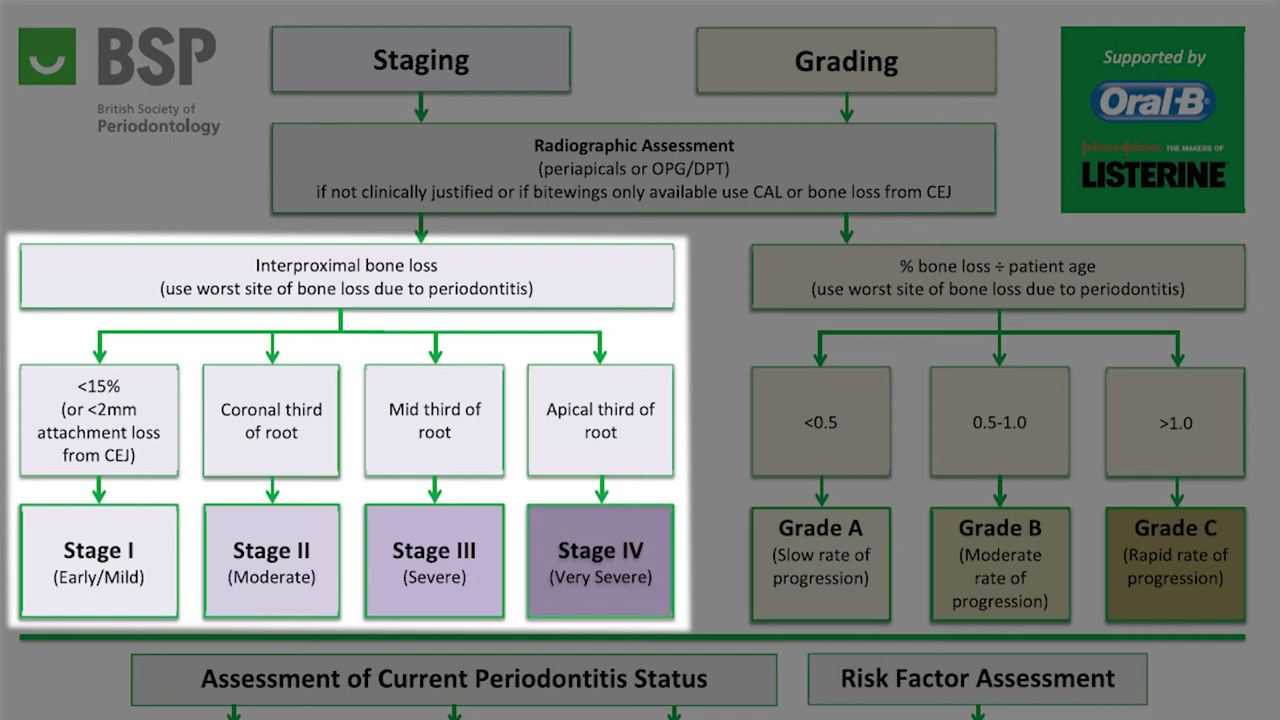 BSP
British Society of
Periodontology
Staging
Grading
Supported by
Oral-B
Johnson & Johnson THE MAKERS OF
LISTERINE
Radiographic Assessment
(periapicals or OPG/DPT)
if not clinically justified or if bitewings only available use CAL or bone loss from CEJ
Interproximal bone loss
(use worst site of bone loss due to periodontitis)
% bone loss ÷ patient age
(use worst site of bone loss due to periodontitis)
<15%
(or <2mm
attachment loss
from CEJ)
Coronal third
of root
Mid third of
root
Apical third of
root
<0.5
0.5-1.0
>1.0
Stage I
(Early/Mild)
Stage II
(Moderate)
Stage III
(Severe)
Stage IV
(Very Severe)
Grade A
(Slow rate of
progression)
Grade B
(Moderate
rate of
progression)
Grade C
(Rapid rate of
progression)
Assessment of Current Periodontitis Status
Risk Factor Assessment